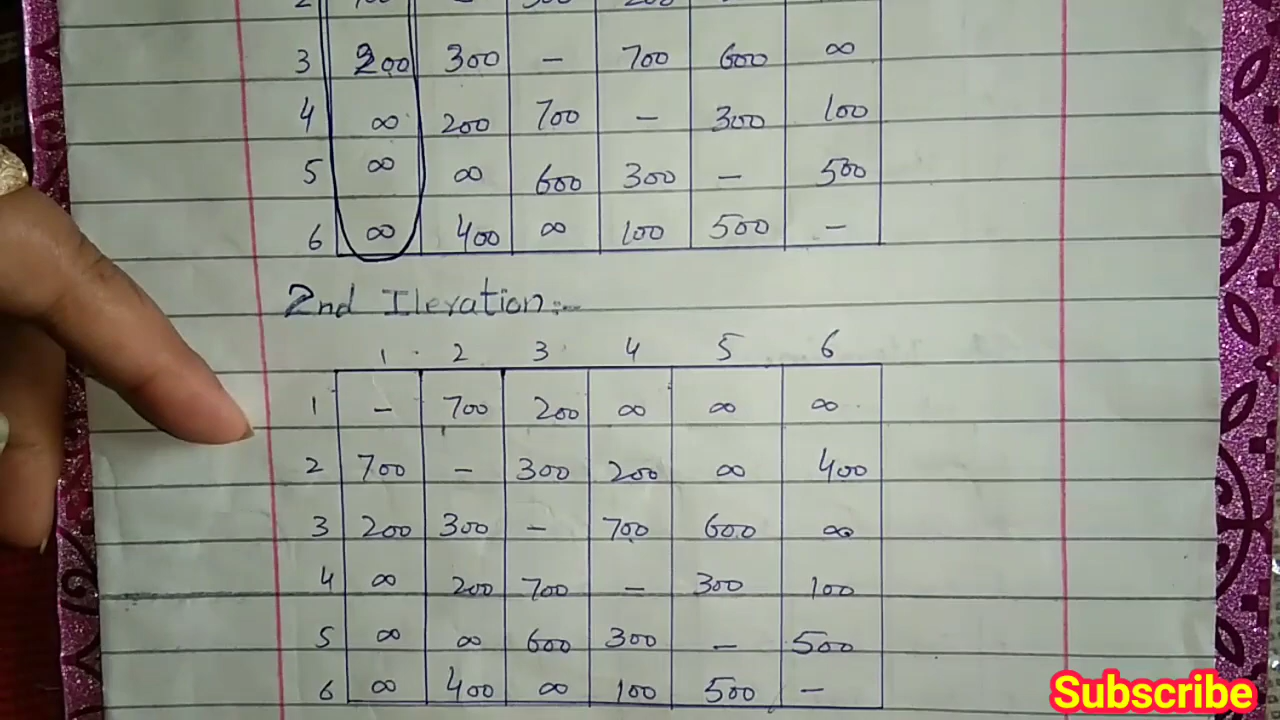 3 200 300 - 700 600 ∞
4 ∞ 200 700 - 300 100
5 ∞ ∞ 600 300 - 500
6 ∞ 400 ∞ 100 500 -
2nd Ileration:-
1 2 3 4 5 6
1 - 700 200 ∞ ∞ ∞
2 700 - 300 200 ∞ 400
3 200 300 - 700 600 ∞
4 ∞ 200 700 - 300 100
5 ∞ ∞ 600 300 - 500
6 ∞ 400 ∞ 100 500 -
Subscribe